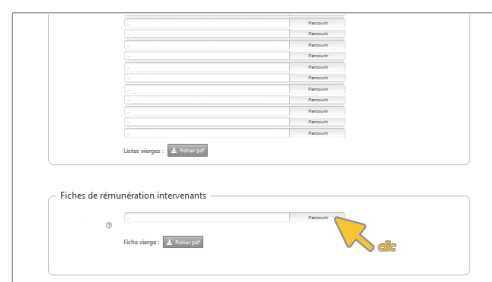 Parcourir
Parcourir
Parcourir
Parcourir
Parcourir
Parcourir
Parcourir
Parcourir
Parcourir
Parcourir
Parcourir
Listes vierges : Fichier pdf
Fiches de rémunération intervenants
Parcourir
Fiche vierge : Fichier pdf
clic